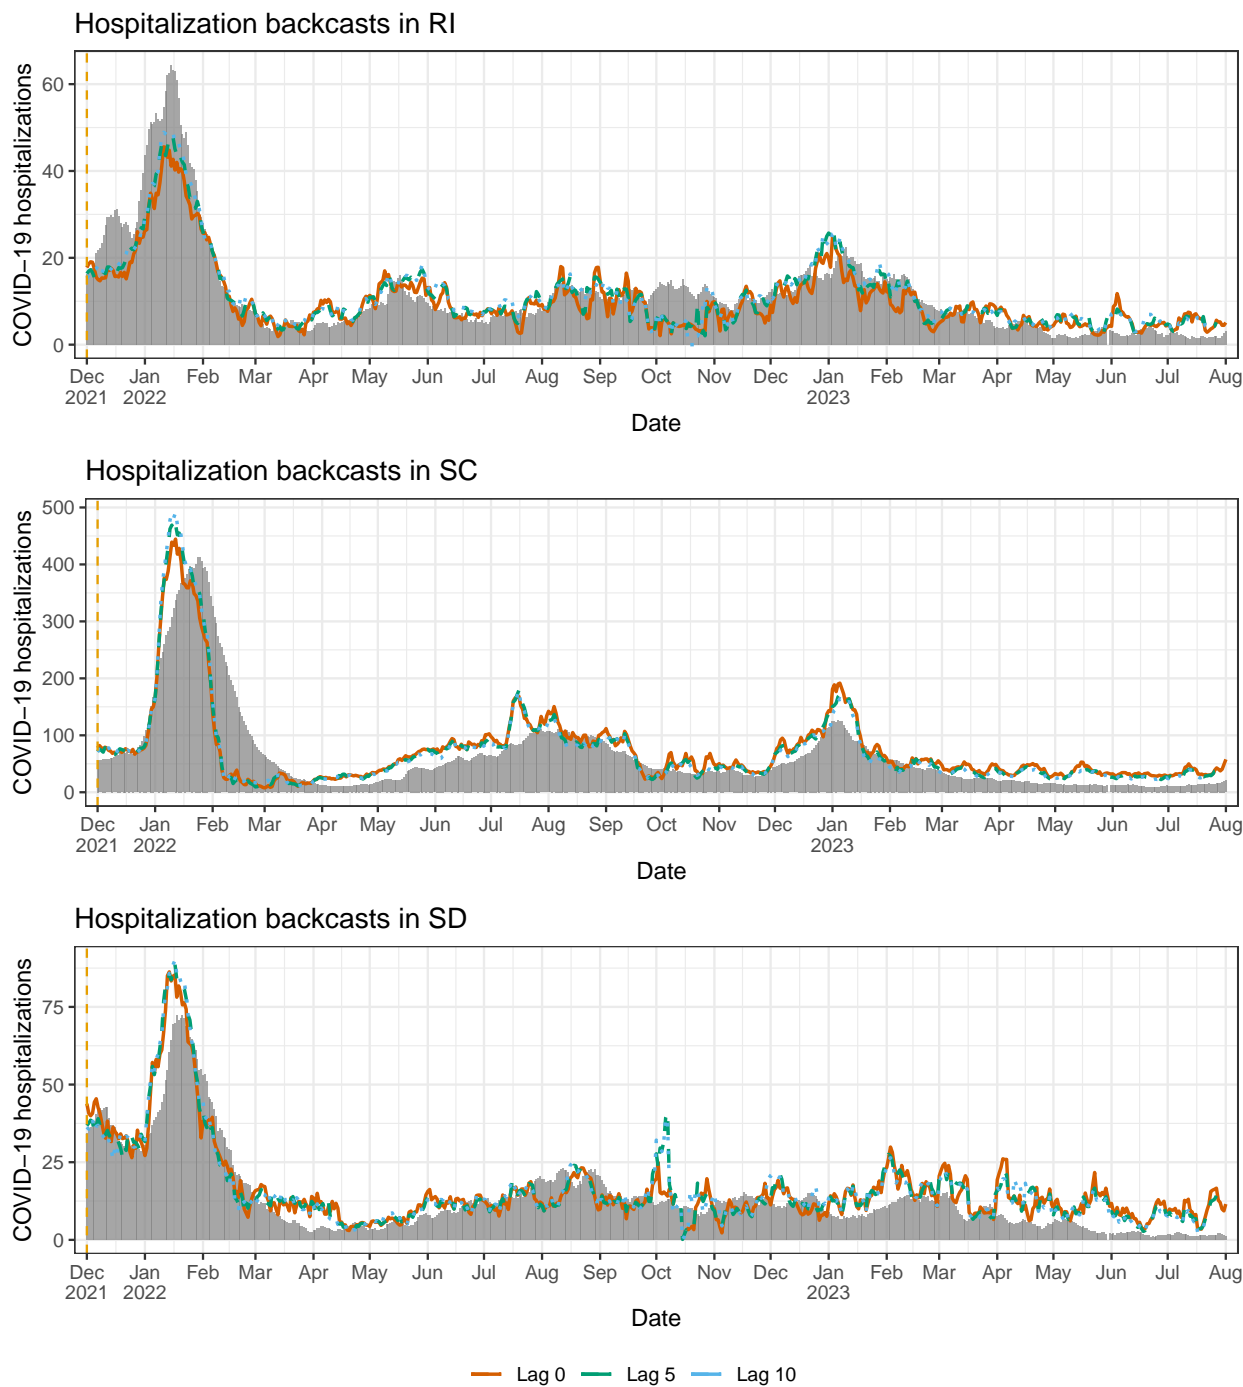 Hospitalization backcasts in RI
COVID−19 hospitalizations
60
40
20
0
Dec Jan Feb Mar Apr May Jun Jul Aug Sep Oct Nov Dec Jan Feb Mar Apr May Jun Jul Aug
2021 2022 2023
Date
Hospitalization backcasts in SC
COVID−19 hospitalizations
500
400
300
200
100
0
Dec Jan Feb Mar Apr May Jun Jul Aug Sep Oct Nov Dec Jan Feb Mar Apr May Jun Jul Aug
2021 2022 2023
Date
Hospitalization backcasts in SD
COVID−19 hospitalizations
75
50
25
0
Dec Jan Feb Mar Apr May Jun Jul Aug Sep Oct Nov Dec Jan Feb Mar Apr May Jun Jul Aug
2021 2022 2023
Date
Lag 0 Lag 5 Lag 10